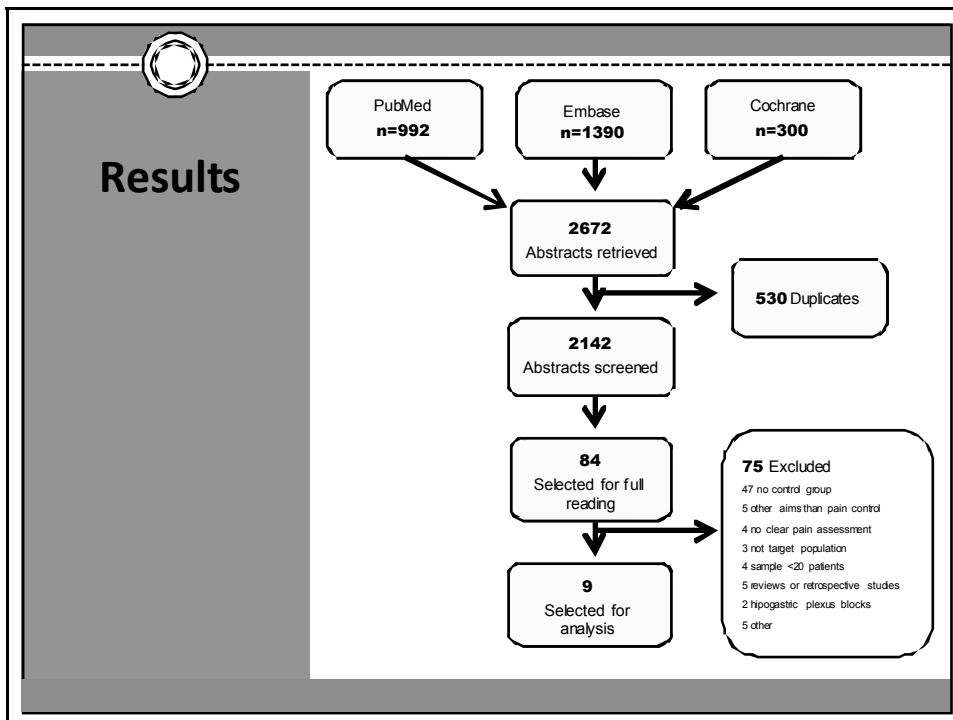 Results
PubMed
n=992
Embase
n=1390
Cochrane
n=300
2672
Abstracts retrieved
530 Duplicates
2142
Abstracts screened
84
Selected for full
reading
75 Excluded
47 no control group
5 other aims than pain control
4 no clear pain assessment
3 not target population
4 sample <20 patients
5 reviews or retrospective studies
2 hipogastric plexus blocks
5 other
9
Selected for
analysis